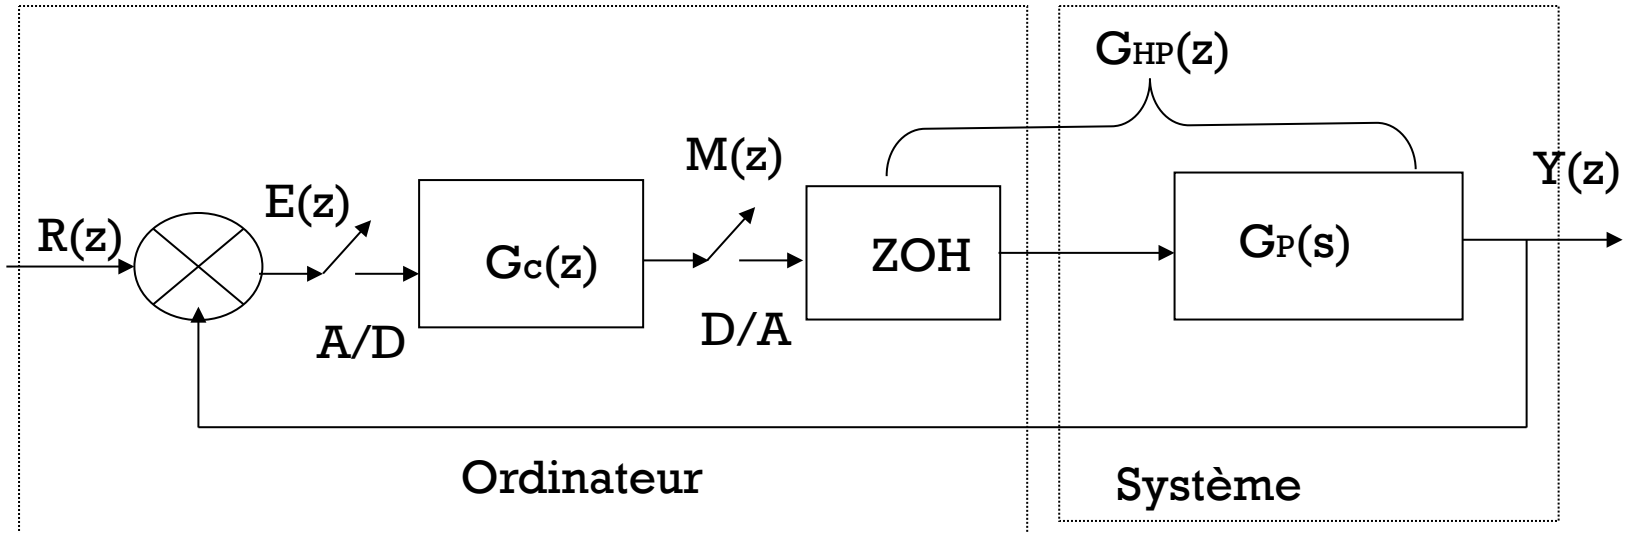 GHP(z)
M(z)
Y(z)
E(z)
R(z)
GC(z)
ZOH
GP(s)
A/D
D/A
Ordinateur
Système